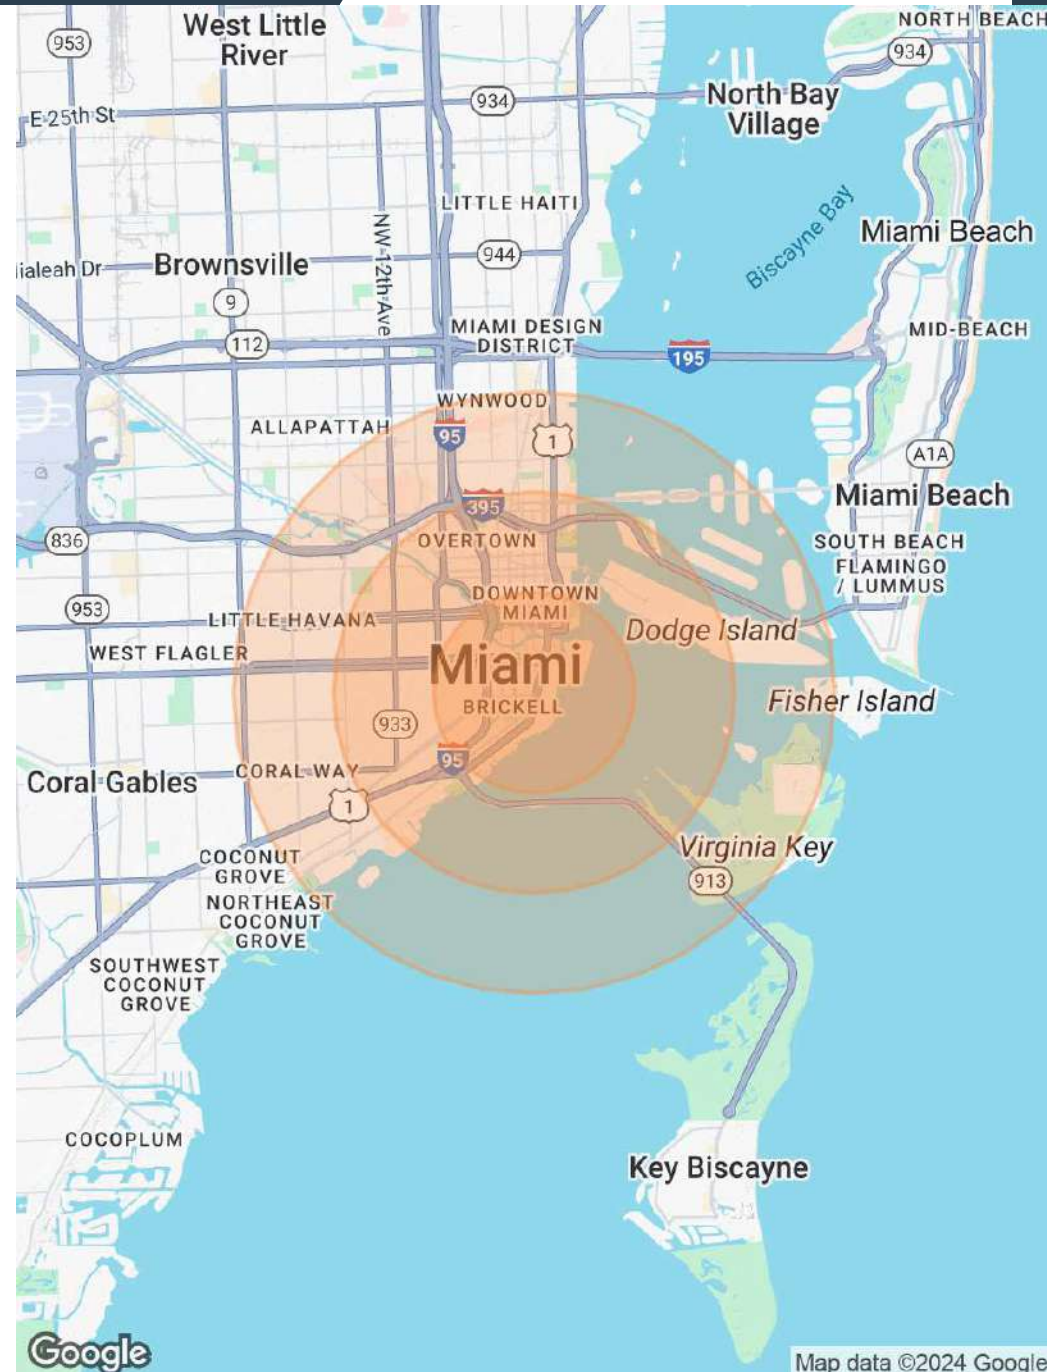 NORTH BEACH
West Little
River
953
934
934
North Bay
Village
E 25th St
LITTLE HAITI
NW 12th Ave
Biscayne Bay
Miami Beach
944
ialeah Dr
Brownsville
9
112
MIAMI DESIGN
DISTRICT
MID-BEACH
195
WYNWOOD
ALLAPATTAH
95
1
A1A
Miami Beach
395
836
OVERTOWN
SOUTH BEACH
FLAMINGO
/ LUMMUS
953
DOWNTOWN
MIAMI
LITTLE HAVANA
Dodge Island
WEST FLAGLER
Miami
BRICKELL
Fisher Island
933
95
Coral Gables
CORAL WAY
1
COCONUT
GROVE
Virginia Key
913
NORTHEAST
COCONUT
GROVE
SOUTHWEST
COCONUT
GROVE
COCOPLUM
Key Biscayne
Google
Map data ©2024 Google